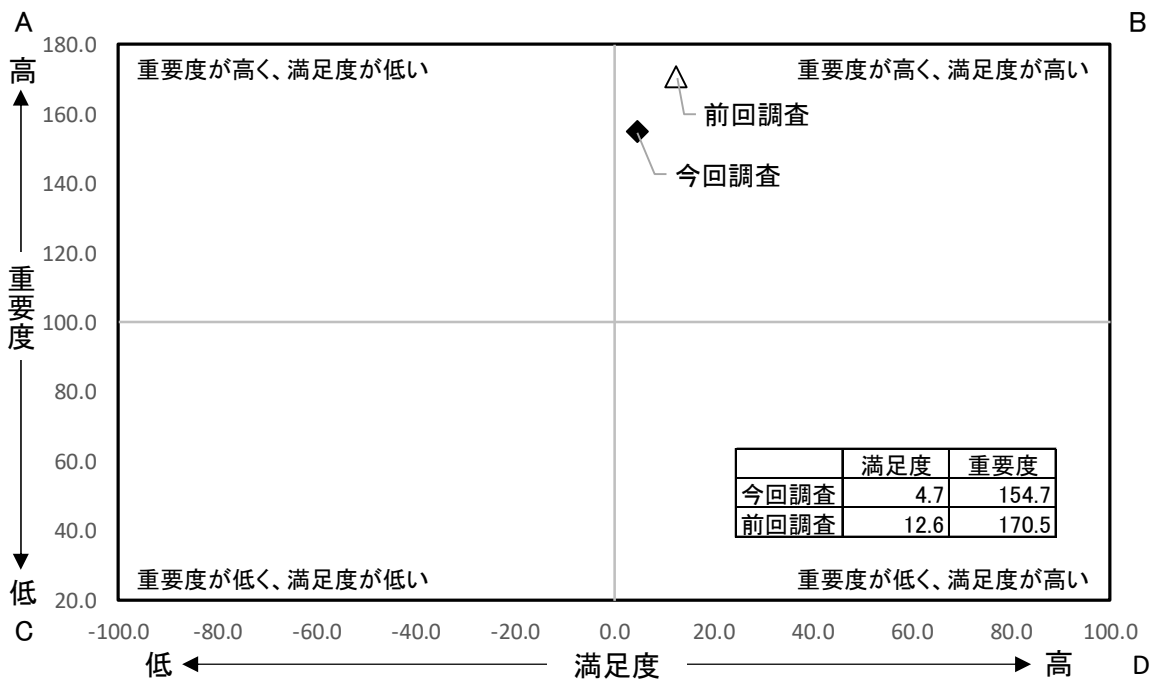 A
B
180.0
高
重要度が高く、満足度が低い
重要度が高く、満足度が高い
160.0
前回調査
今回調査
140.0
120.0
重要度
100.0
80.0
60.0
満足度 重要度
今回調査 4.7 154.7
前回調査 12.6 170.5
40.0
重要度が低く、満足度が低い
重要度が低く、満足度が高い
低
20.0
C
-100.0 -80.0 -60.0 -40.0 -20.0 0.0 20.0 40.0 60.0 80.0 100.0
低 満足度 高 D